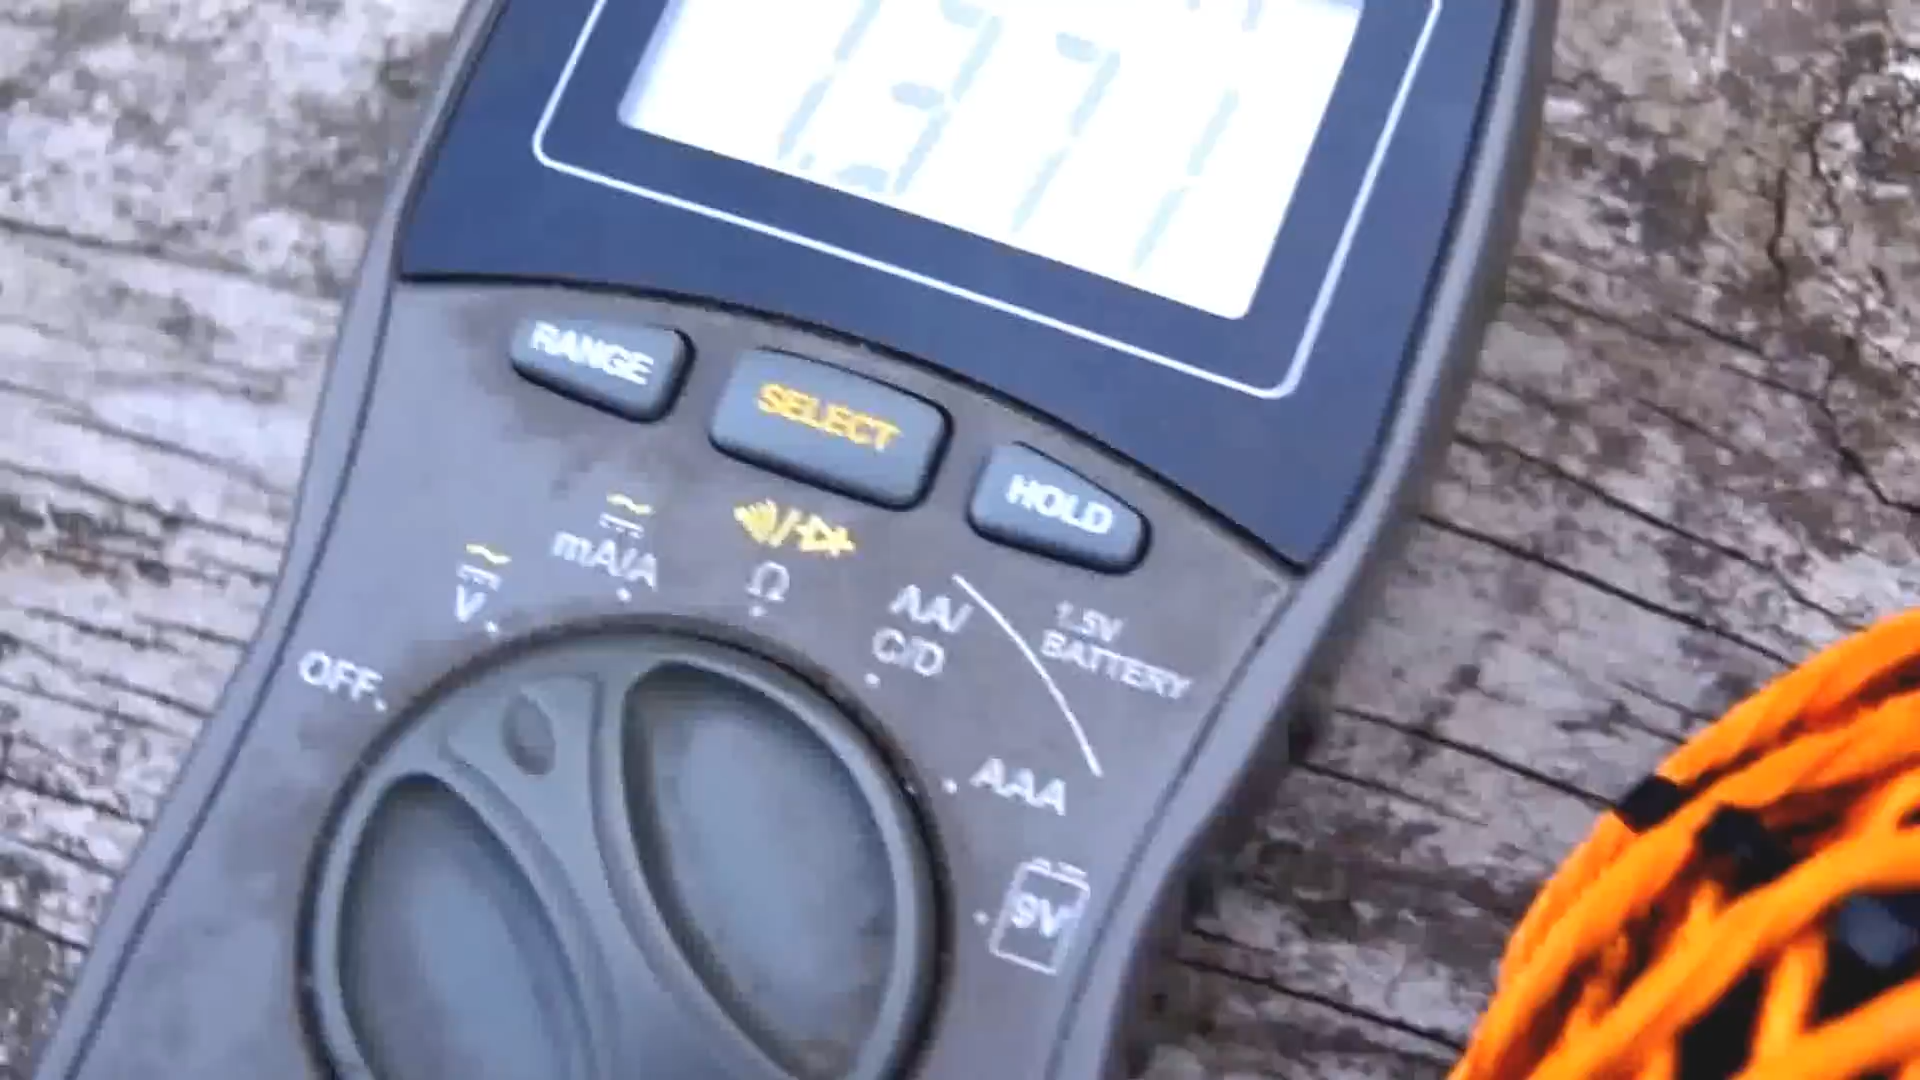 RANGE
SELECT
HOLD
OFF
V
mA/A
Ω
AA/
C/D
1.5V
BATTERY
AAA
9V